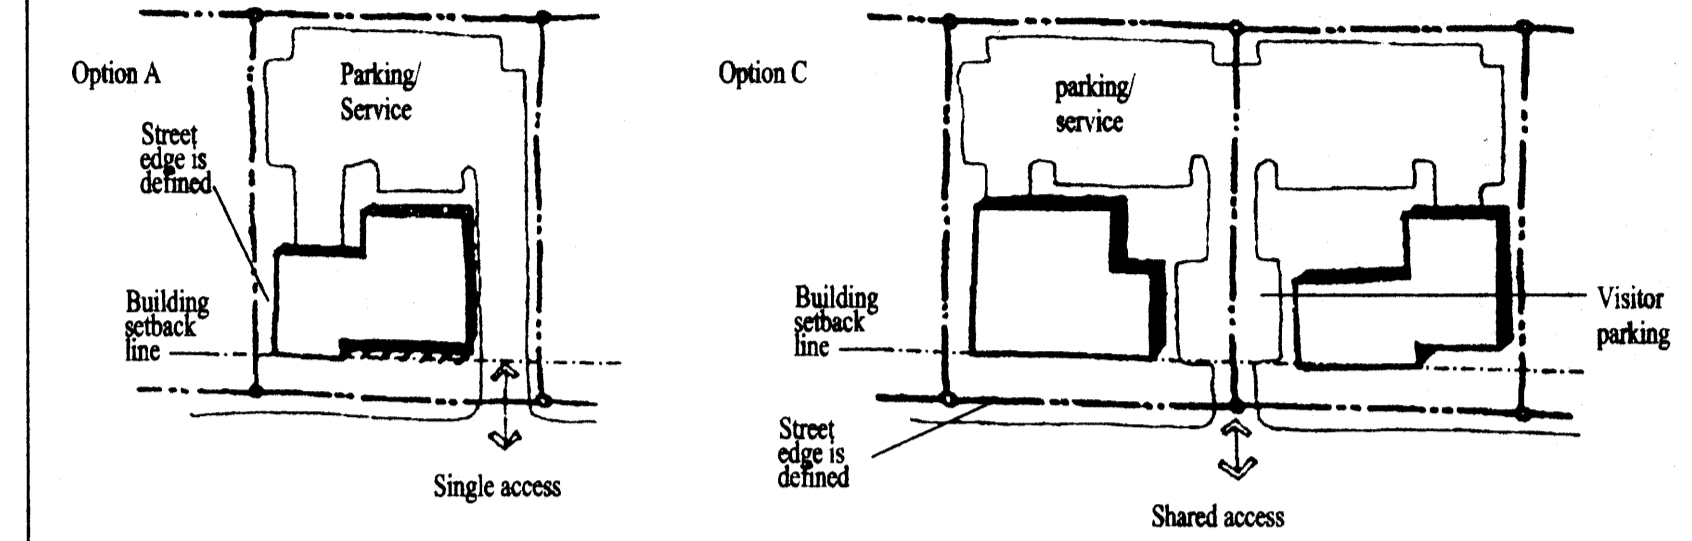 Option A
Parking/
Service
Street
edge is
defined
Building
setback
line
Single access
Option C
parking/
service
Building
setback
line
Visitor
parking
Street
edge is
defined
Shared access